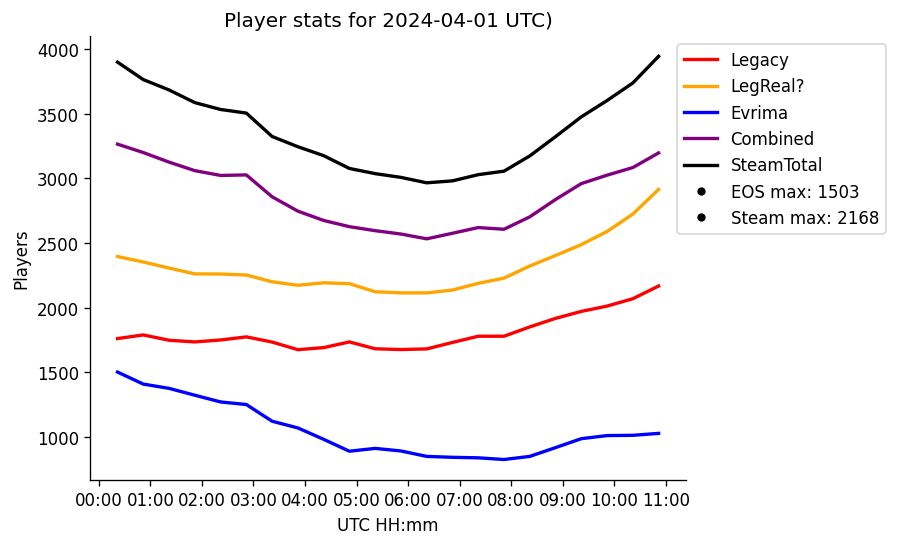 Player stats for 2024-04-01 UTC)
4000
3500
3000
2500
2000
1500
1000
Players
00:00 01:00 02:00 03:00 04:00 05:00 06:00 07:00 08:00 09:00 10:00 11:00
UTC HH:mm
Legacy
LegReal?
Evrima
Combined
SteamTotal
EOS max: 1503
Steam max: 2168